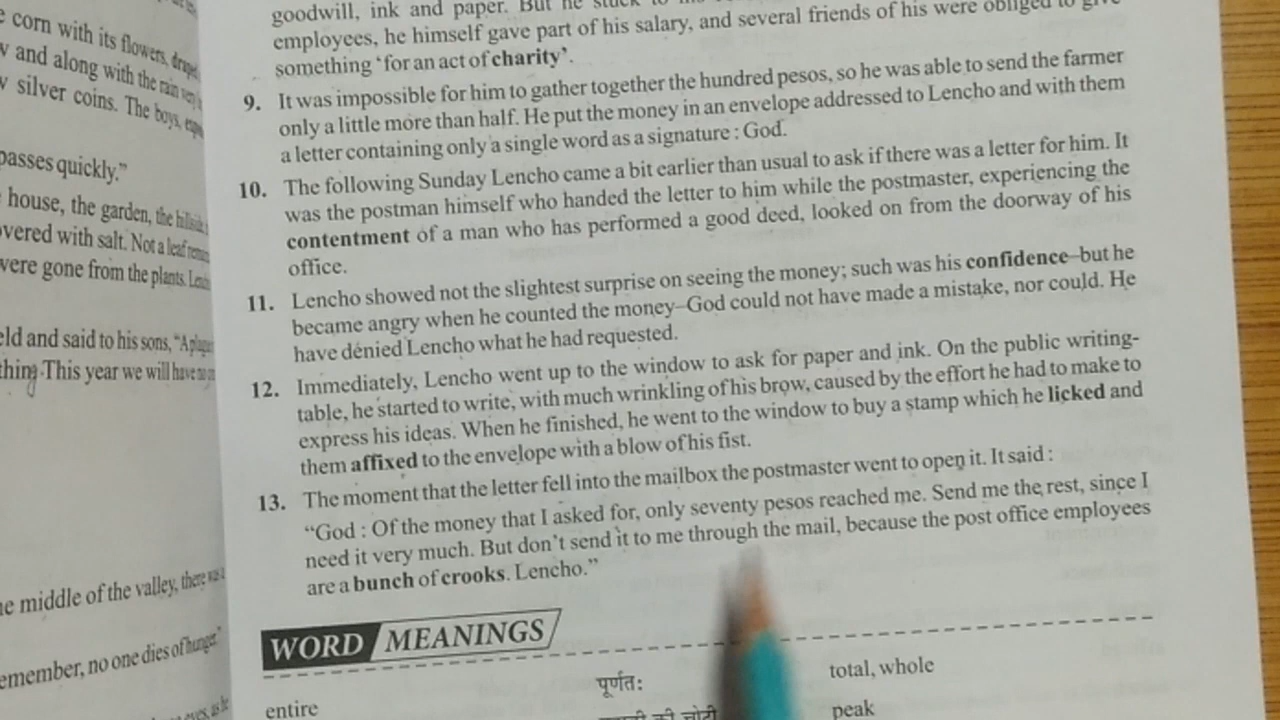 corn with its flowers, draped
and along with the rain very
silver coins. The boys,
passes quickly."
house, the garden, the hillside,
covered with salt. Not a leaf
were gone from the plants.
and said to his sons, "A plague
thing. This year we will have no
middle of the valley, there was a
remember, no one dies of hunger."
goodwill, ink and paper. But he stuck to
employees, he himself gave part of his salary, and several friends of his were obliged to give
something 'for an act of charity'.
9. It was impossible for him to gather together the hundred pesos, so he was able to send the farmer
only a little more than half. He put the money in an envelope addressed to Lencho and with them
a letter containing only a single word as a signature : God.
10. The following Sunday Lencho came a bit earlier than usual to ask if there was a letter for him. It
was the postman himself who handed the letter to him while the postmaster, experiencing the
contentment of a man who has performed a good deed, looked on from the doorway of his
office.
11. Lencho showed not the slightest surprise on seeing the money; such was his confidence–but he
became angry when he counted the money–God could not have made a mistake, nor could. He
have denied Lencho what he had requested.
12. Immediately, Lencho went up to the window to ask for paper and ink. On the public writing-
table, he started to write, with much wrinkling of his brow, caused by the effort he had to make to
express his ideas. When he finished, he went to the window to buy a stamp which he licked and
them affixed to the envelope with a blow of his fist.
13. The moment that the letter fell into the mailbox the postmaster went to open it. It said :
"God : Of the money that I asked for, only seventy pesos reached me. Send me the rest, since I
need it very much. But don't send it to me through the mail, because the post office employees
are a bunch of crooks. Lencho."
WORD MEANINGS
entire पूर्णतः total, whole
की चोटी peak